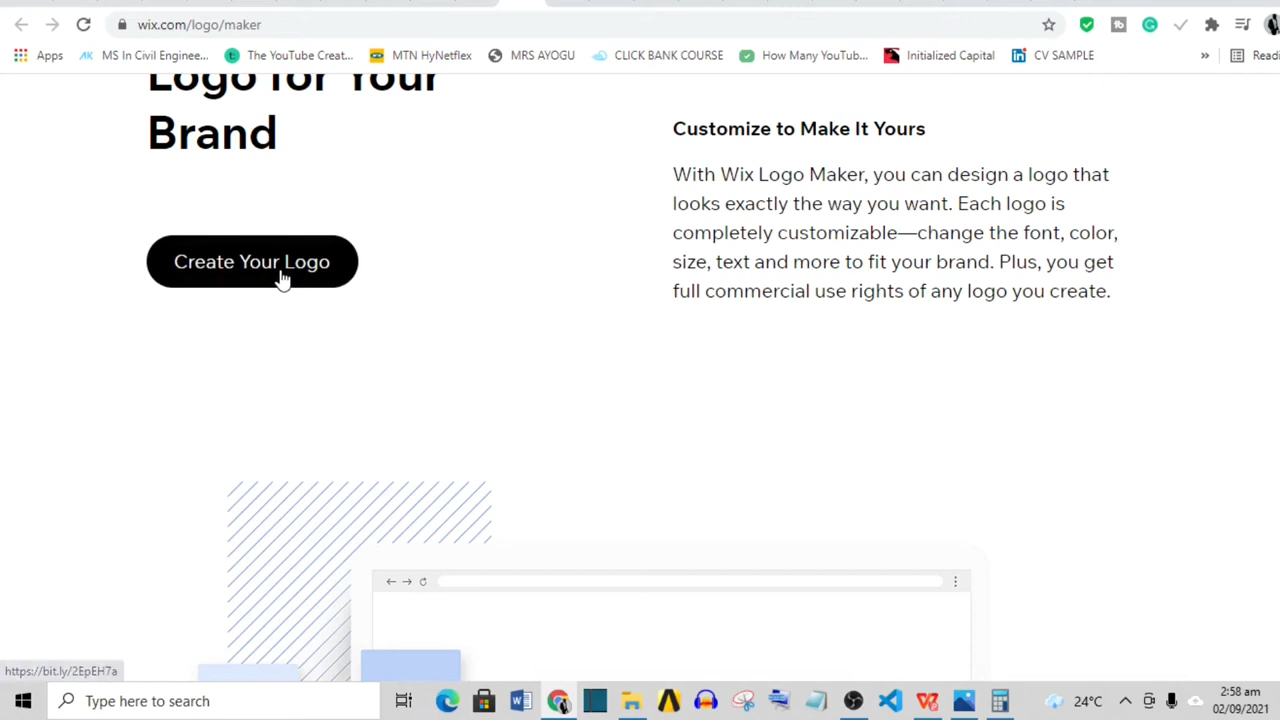 wix.com/logo/maker
Apps
MS In Civil Enginee...
The YouTube Creat...
MTN HyNetflex
MRS AYOGU
CLICK BANK COURSE
How Many YouTub...
Initialized Capital
CV SAMPLE
»
Logo for Your
Brand
Create Your Logo
Customize to Make It Yours
With Wix Logo Maker, you can design a logo that
looks exactly the way you want. Each logo is
completely customizable—change the font, color,
size, text and more to fit your brand. Plus, you get
full commercial use rights of any logo you create.
https://bit.ly/2EpEH7a
Type here to search
24°C
2:58 am
02/09/2021